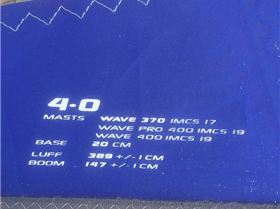 4.0
MASTS WAVE 370 IMCS 17
WAVE PRO 400 IMCS 19
WAVE 400 IMCS 19
BASE 20 CM
LUFF 389 +/-1 CM
BOOM 147 +/-1 CM